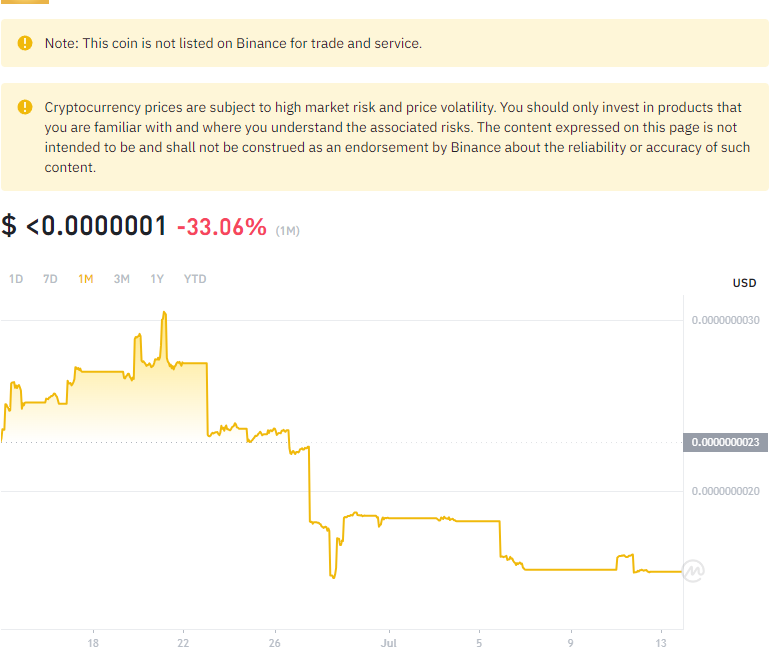 Note: This coin is not listed on Binance for trade and service.
Cryptocurrency prices are subject to high market risk and price volatility. You should only invest in products that
you are familiar with and where you understand the associated risks. The content expressed on this page is not
intended to be and shall not be construed as an endorsement by Binance about the reliability or accuracy of such
content.
$ <0.0000001 -33.06% (1M)
1D 7D 1M 3M 1Y YTD
USD
0.0000000030
0.0000000023
0.0000000020
18 22 26 Jul 5 9 13